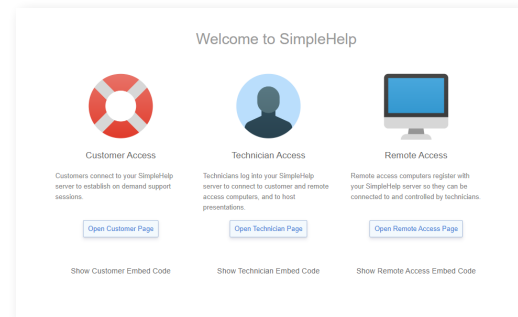 Welcome to SimpleHelp
Customer Access
Customers connect to your SimpleHelp
server to establish on demand support
sessions.
Open Customer Page
Show Customer Embed Code
Technician Access
Technicians log into your SimpleHelp
server to connect to customer and remote
access computers, and to host
presentations.
Open Technician Page
Show Technician Embed Code
Remote Access
Remote access computers register with
your SimpleHelp server so they can be
connected to and controlled by technicians.
Open Remote Access Page
Show Remote Access Embed Code